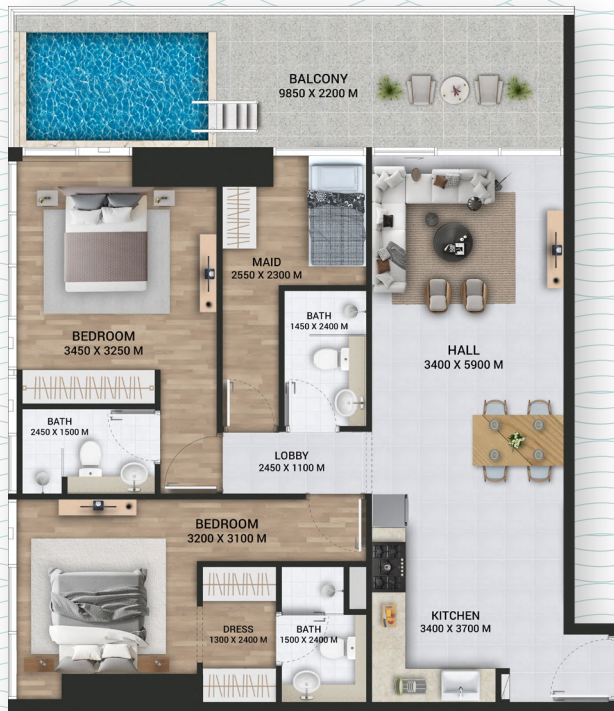 BALCONY
9850 X 2200 M
MAID
2550 X 2300 M
BATH
1450 X 2400 M
BEDROOM
3450 X 3250 M
HALL
3400 X 5900 M
BATH
2450 X 1500 M
LOBBY
2450 X 1100 M
BEDROOM
3200 X 3100 M
DRESS
1300 X 2400 M
BATH
1500 X 2400 M
KITCHEN
3400 X 3700 M